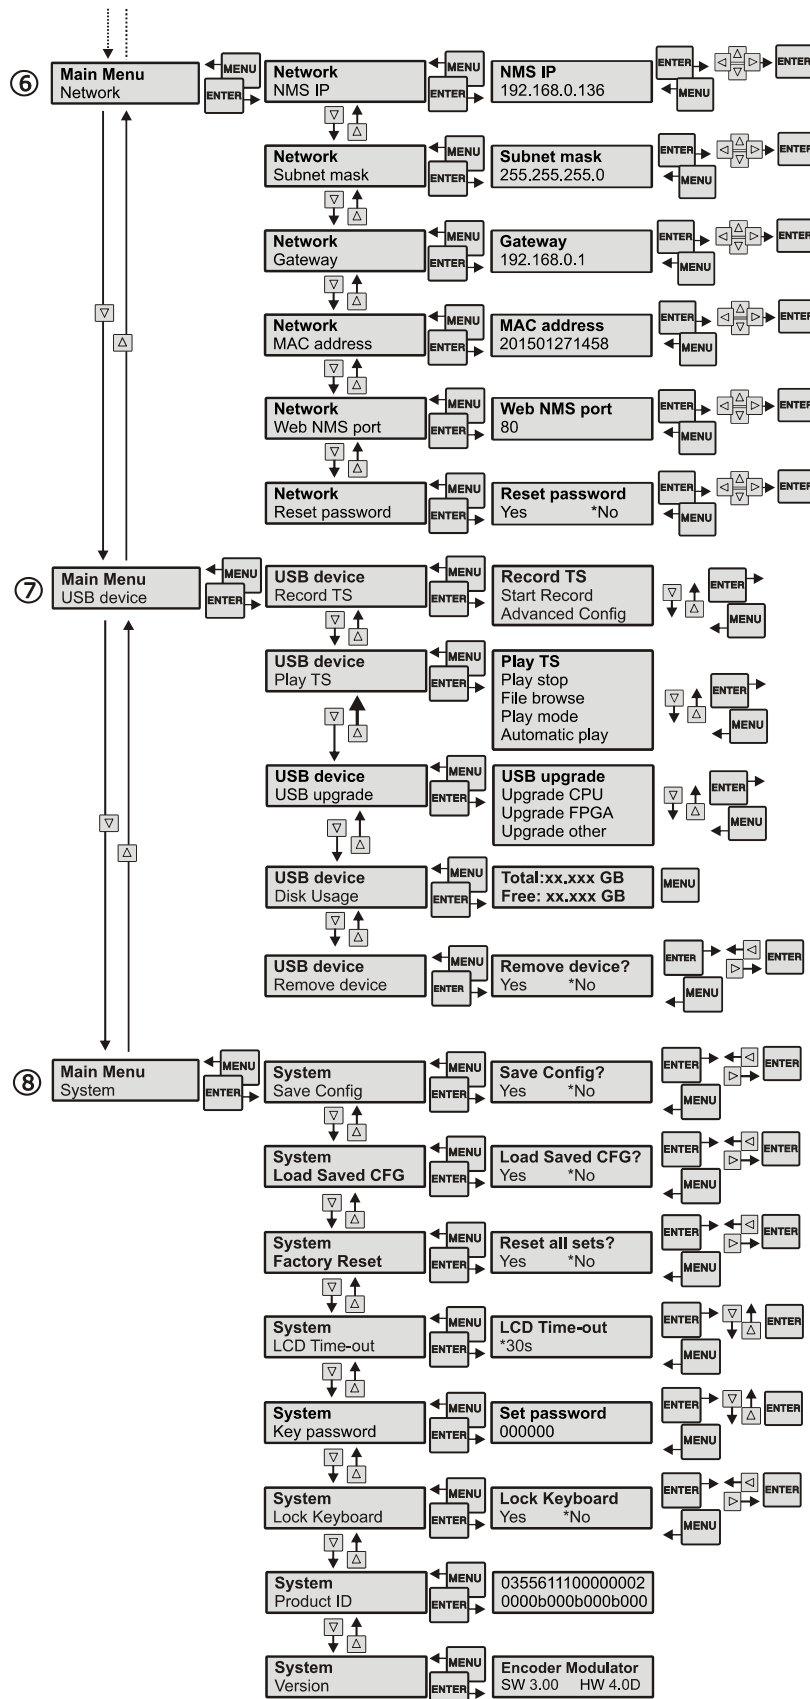 ⑥
Main Menu
Network
MENU
ENTER
Network
NMS IP
MENU
ENTER
NMS IP
192.168.0.136
ENTER
MENU
ENTER
Network
Subnet mask
MENU
ENTER
Subnet mask
255.255.255.0
ENTER
MENU
ENTER
Network
Gateway
MENU
ENTER
Gateway
192.168.0.1
ENTER
MENU
ENTER
Network
MAC address
MENU
ENTER
MAC address
201501271458
ENTER
MENU
ENTER
Network
Web NMS port
MENU
ENTER
Web NMS port
80
ENTER
MENU
ENTER
Network
Reset password
MENU
ENTER
Reset password
Yes *No
ENTER
MENU
ENTER
⑦
Main Menu
USB device
MENU
ENTER
USB device
Record TS
MENU
ENTER
Record TS
Start Record
Advanced Config
ENTER
MENU
USB device
Play TS
MENU
ENTER
Play TS
Play stop
File browse
Play mode
Automatic play
ENTER
MENU
USB device
USB upgrade
MENU
ENTER
USB upgrade
Upgrade CPU
Upgrade FPGA
Upgrade other
ENTER
MENU
USB device
Disk Usage
MENU
ENTER
Total:xx.xxx GB
Free: xx.xxx GB
MENU
USB device
Remove device
MENU
ENTER
Remove device?
Yes *No
ENTER
MENU
ENTER
⑧
Main Menu
System
MENU
ENTER
System
Save Config
MENU
ENTER
Save Config?
Yes *No
ENTER
MENU
ENTER
System
Load Saved CFG
MENU
ENTER
Load Saved CFG?
Yes *No
ENTER
MENU
ENTER
System
Factory Reset
MENU
ENTER
Reset all sets?
Yes *No
ENTER
MENU
ENTER
System
LCD Time-out
MENU
ENTER
LCD Time-out
*30s
ENTER
MENU
ENTER
System
Key password
MENU
ENTER
Set password
000000
ENTER
MENU
ENTER
System
Lock Keyboard
MENU
ENTER
Lock Keyboard
Yes *No
ENTER
MENU
ENTER
System
Product ID
MENU
ENTER
0355611100000002
0000b000b000b000
System
Version
MENU
ENTER
Encoder Modulator
SW 3.00 HW 4.0D